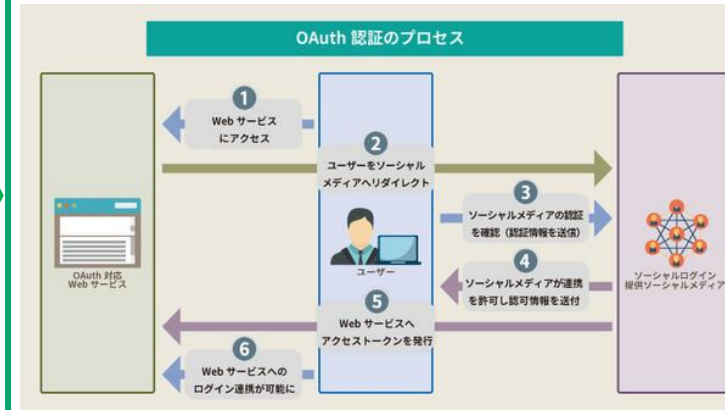 OAuth 認証のプロセス
1
Web サービス
にアクセス
2
ユーザーをソーシャル
メディアへリダイレクト
3
ソーシャルメディアの認証
を確認（認証情報を送信）
OAuth 対応
Web サービス
ユーザー
ソーシャルログイン
提供ソーシャルメディア
4
ソーシャルメディアが連携
を許可し認可情報を送付
5
Web サービスへ
アクセストークンを発行
6
Web サービスへの
ログイン連携が可能に